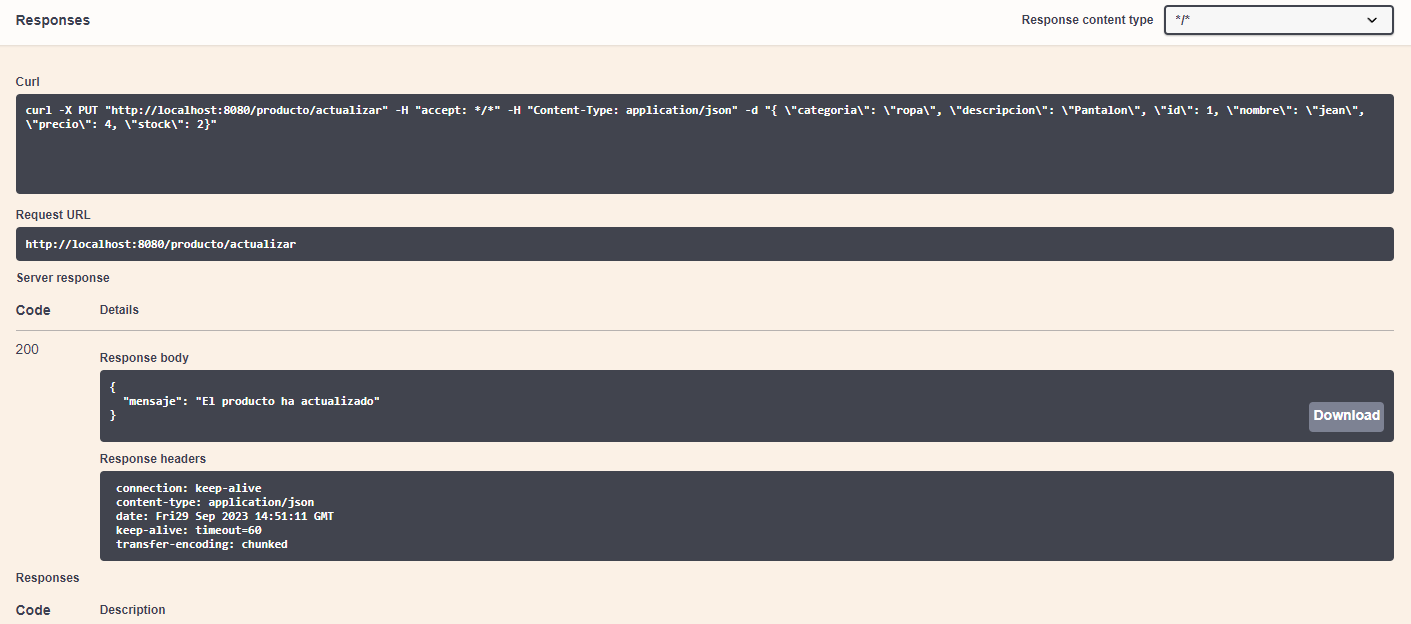 Responses
Response content type */*
Curl
curl -X PUT "http://localhost:8080/producto/actualizar" -H "accept: */*" -H "Content-Type: application/json" -d "{ \"categoria\": \"ropa\", \"descripcion\": \"Pantalon\", \"id\": 1, \"nombre\": \"jean\",
\"precio\": 4, \"stock\": 2}"
Request URL
http://localhost:8080/producto/actualizar
Server response
Code Details
200
Response body
{
"mensaje": "El producto ha actualizado"
}
Download
Response headers
connection: keep-alive
content-type: application/json
date: Fri29 Sep 2023 14:51:11 GMT
keep-alive: timeout=60
transfer-encoding: chunked
Responses
Code Description